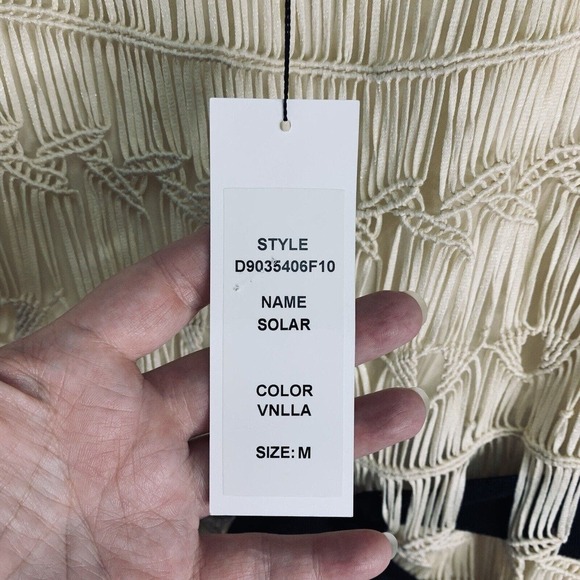 STYLE
D9035406F10
NAME
SOLAR
COLOR
VNLLA
SIZE: M